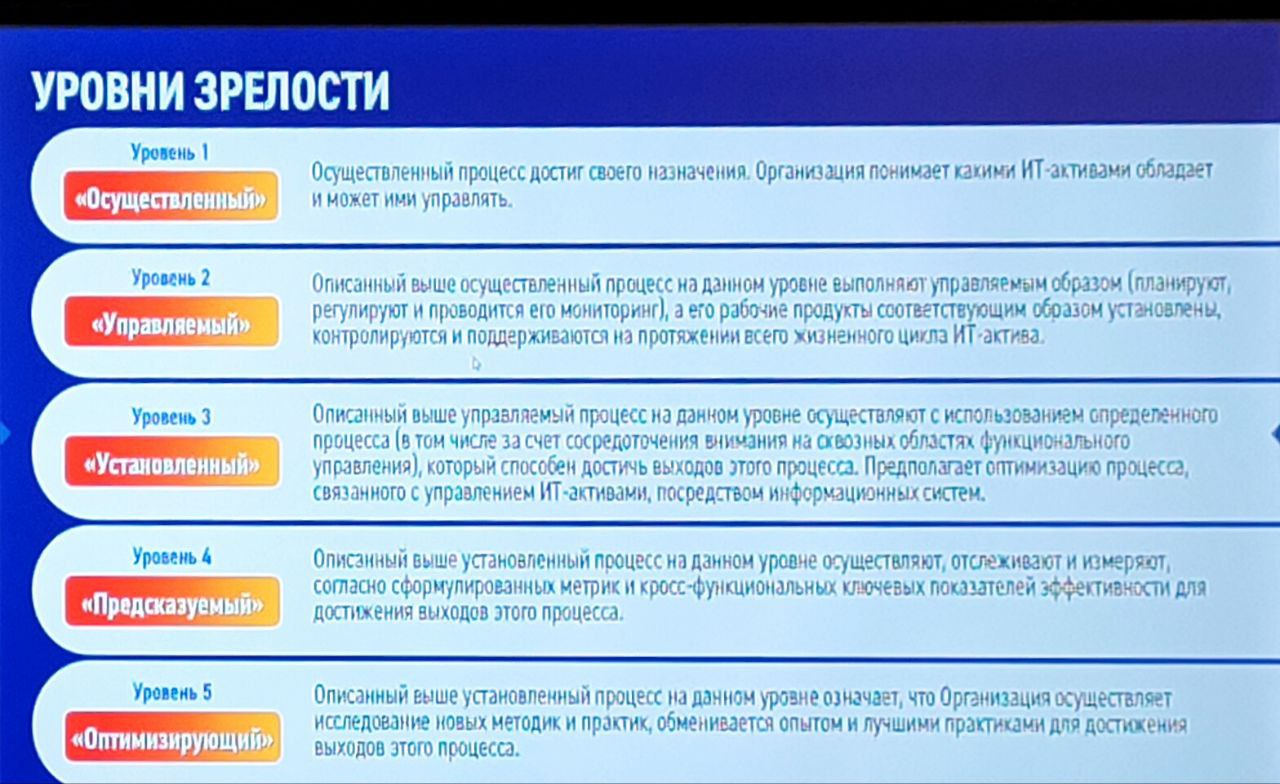 УРОВНИ ЗРЕЛОСТИ
Уровень 1
«Осуществленный»
Осуществленный процесс достиг своего назначения. Организация понимает какими ИТ-активами обладает
и может ими управлять.
Уровень 2
«Управляемый»
Описанный выше осуществленный процесс на данном уровне выполняют управляемым образом (планируют,
регулируют и проводится его мониторинг), а его рабочие продукты соответствующим образом установлены,
контролируются и поддерживаются на протяжении всего жизненного цикла ИТ-актива.
Уровень 3
«Установленный»
Описанный выше управляемый процесс на данном уровне осуществляют с использованием определенного
процесса (в том числе за счет сосредоточения внимания на сквозных областях функционального
управления), который способен достичь выходов этого процесса. Предполагает оптимизацию процесса,
связанного с управлением ИТ-активами, посредством информационных систем.
Уровень 4
«Предсказуемый»
Описанный выше установленный процесс на данном уровне осуществляют, отслеживают и измеряют,
согласно сформулированных метрик и кросс-функциональных ключевых показателей эффективности для
достижения выходов этого процесса.
Уровень 5
«Оптимизирующий»
Описанный выше установленный процесс на данном уровне означает, что Организация осуществляет
исследование новых методик и практик, обменивается опытом и лучшими практиками для достижения
выходов этого процесса.